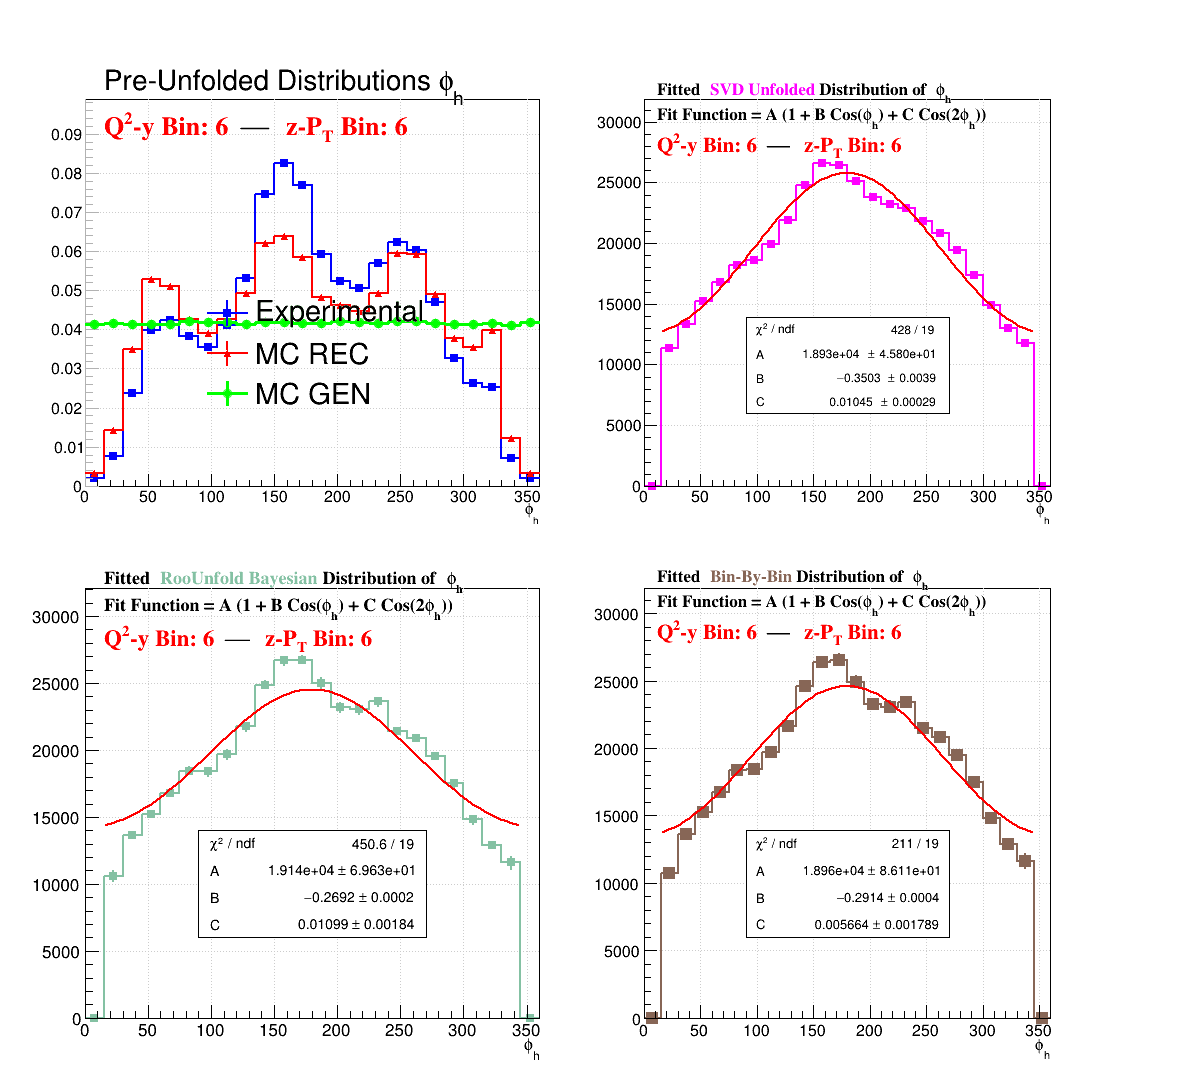 Pre-Unfolded Distributions ϕh
Q2-y Bin: 6 — z-PT Bin: 6
0.09
0.08
0.07
0.06
0.05
0.04
0.03
0.02
0.01
0
Experimental
MC REC
MC GEN
0 50 100 150 200 250 300 350
ϕh
Fitted SVD Unfolded Distribution of ϕh
Fit Function = A (1 + B Cos(ϕh) + C Cos(2ϕh))
Q2-y Bin: 6 — z-PT Bin: 6
30000
25000
20000
15000
10000
5000
0
χ2 / ndf 428 / 19
A 1.893e+04 ± 4.580e+01
B −0.3503 ± 0.0039
C 0.01045 ± 0.00029
0 50 100 150 200 250 300 350
ϕh
Fitted RooUnfold Bayesian Distribution of ϕh
Fit Function = A (1 + B Cos(ϕh) + C Cos(2ϕh))
Q2-y Bin: 6 — z-PT Bin: 6
30000
25000
20000
15000
10000
5000
0
χ2 / ndf 450.6 / 19
A 1.914e+04 ± 6.963e+01
B −0.2692 ± 0.0002
C 0.01099 ± 0.00184
0 50 100 150 200 250 300 350
ϕh
Fitted Bin-By-Bin Distribution of ϕh
Fit Function = A (1 + B Cos(ϕh) + C Cos(2ϕh))
Q2-y Bin: 6 — z-PT Bin: 6
30000
25000
20000
15000
10000
5000
0
χ2 / ndf 211 / 19
A 1.896e+04 ± 8.611e+01
B −0.2914 ± 0.0004
C 0.005664 ± 0.001789
0 50 100 150 200 250 300 350
ϕh